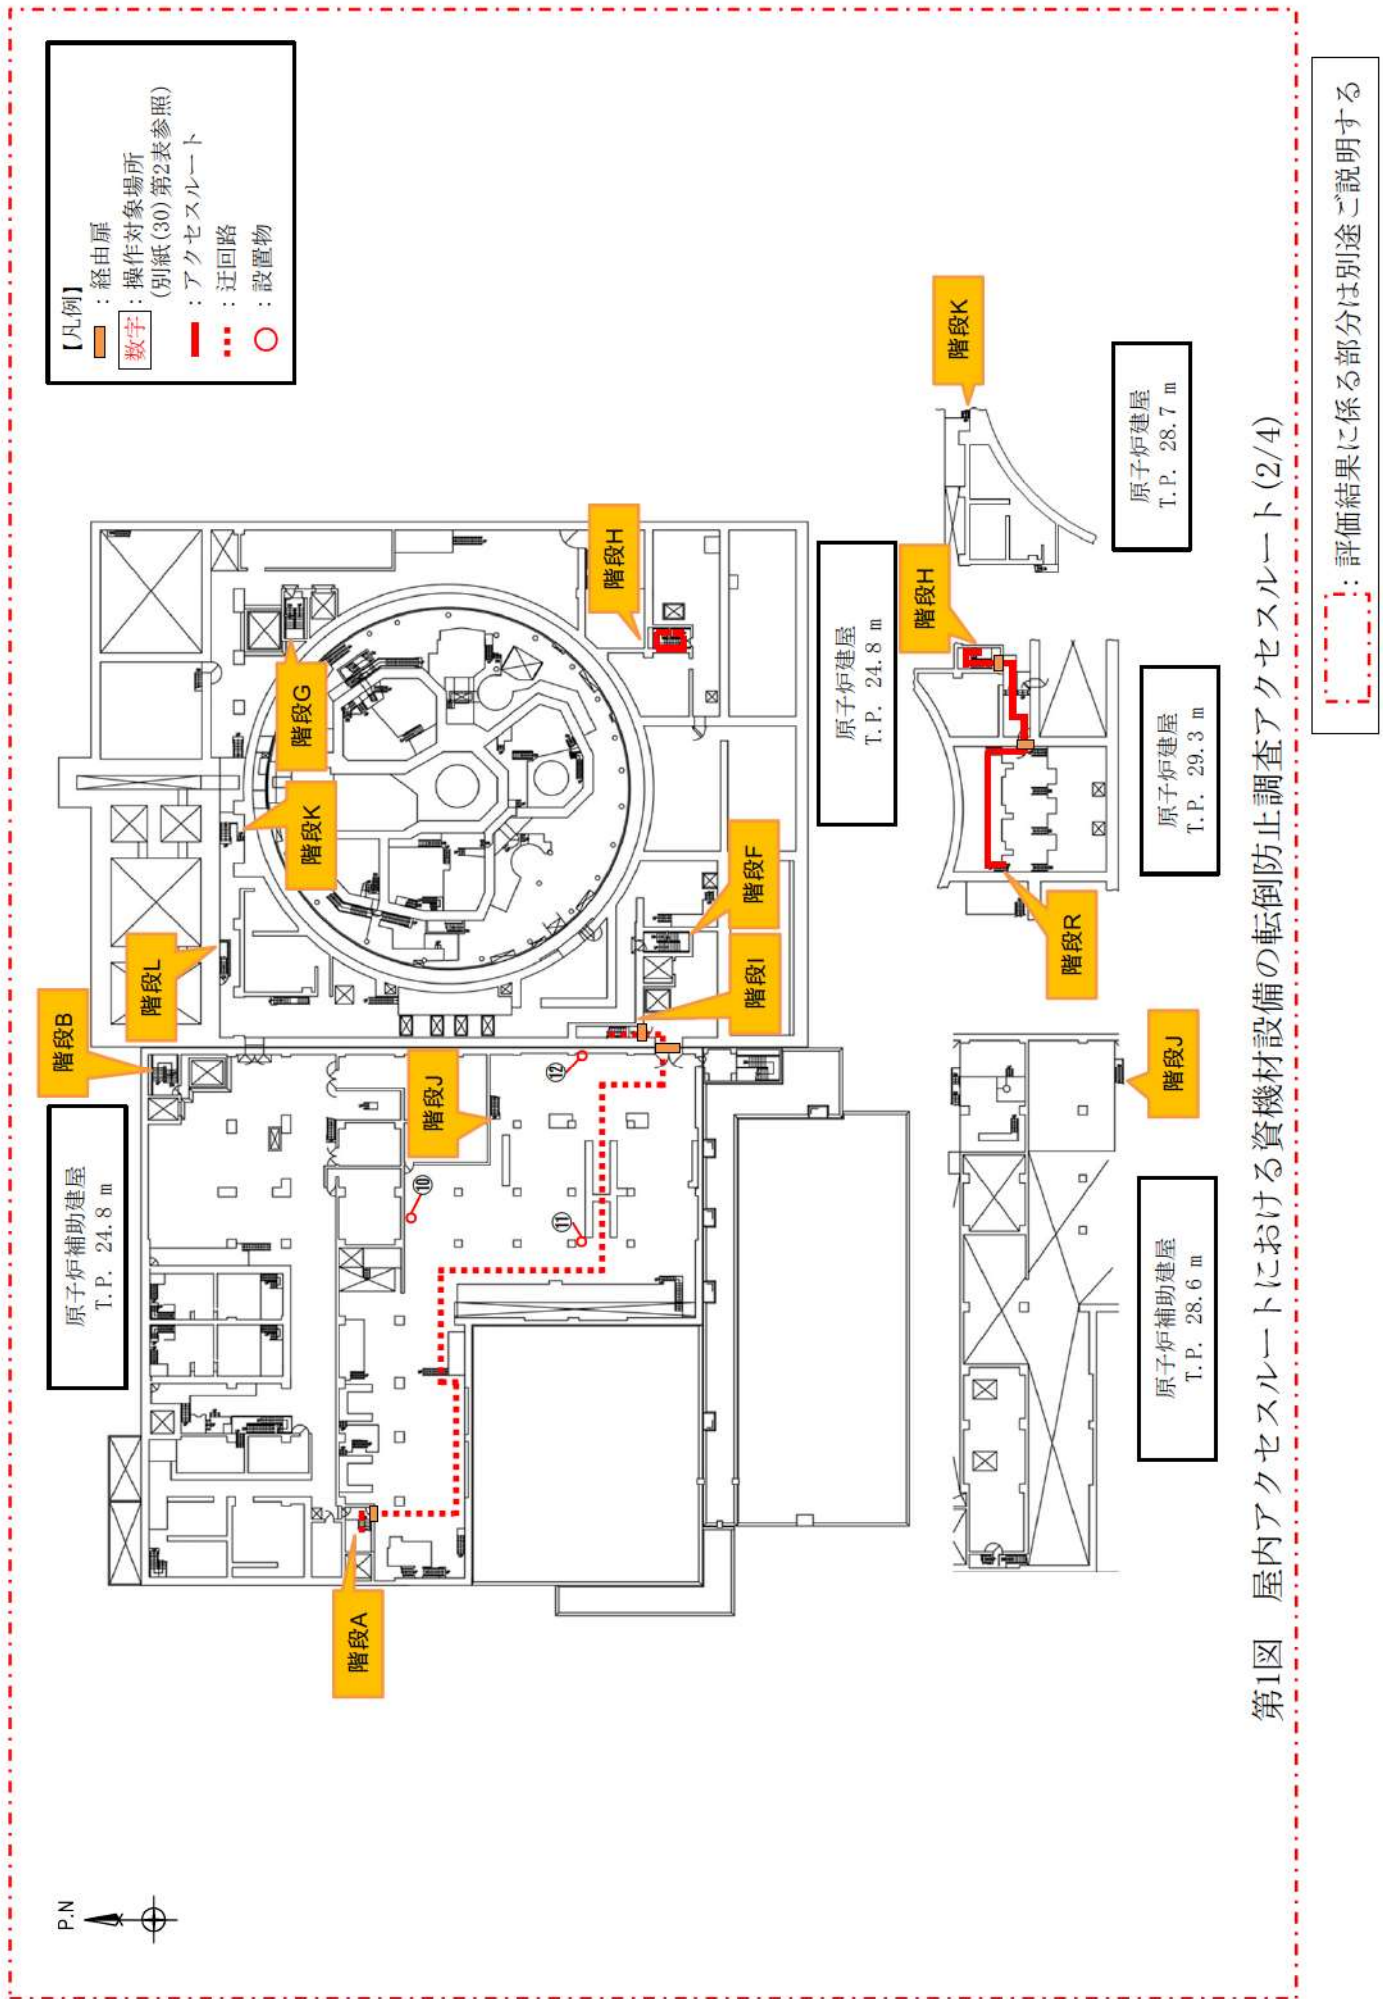 P.N
【凡例】
：経由扉
数字：操作対象場所
(別紙(30)第2表参照)
：アクセスルート
：迂回路
：設置物
原子炉補助建屋
T.P. 24.8 m
階段B
階段L
階段K
階段G
階段H
階段A
階段J
階段I
階段F
⑩
⑪
⑫
原子炉建屋
T.P. 24.8 m
原子炉補助建屋
T.P. 28.6 m
階段J
階段R
階段H
原子炉建屋
T.P. 29.3 m
階段K
原子炉建屋
T.P. 28.7 m
第1図　屋内アクセスルートにおける資機材設備の転倒防止調査アクセスルート(2/4)
：評価結果に係る部分は別途ご説明する